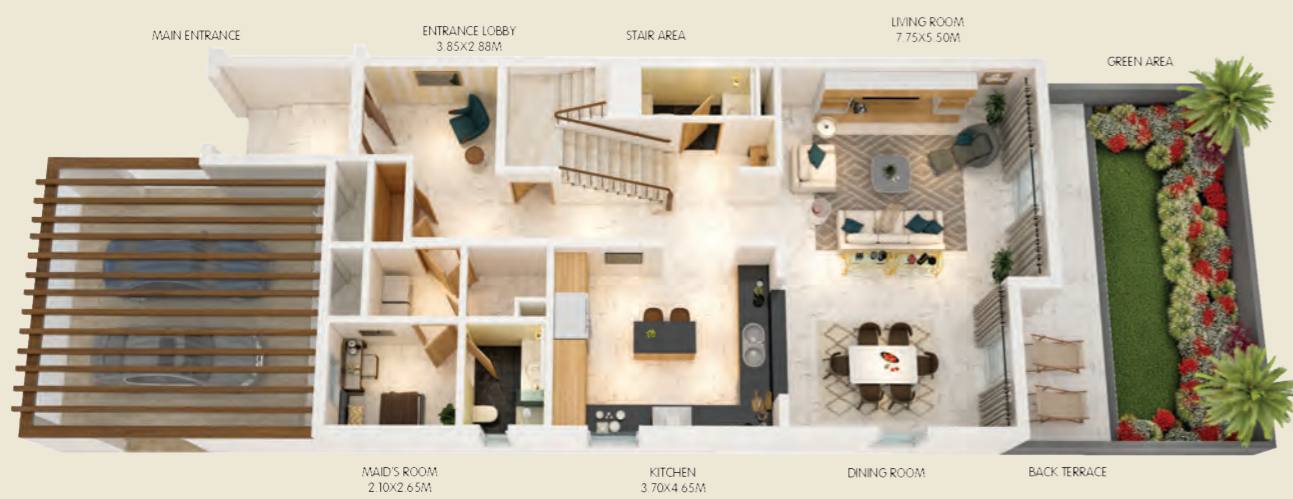 MAIN ENTRANCE
ENTRANCE LOBBY
3.85X2.88M
STAIR AREA
LIVING ROOM
7.75X5.50M
GREEN AREA
MAID'S ROOM
2.10X2.65M
KITCHEN
3.70X4.65M
DINING ROOM
BACK TERRACE